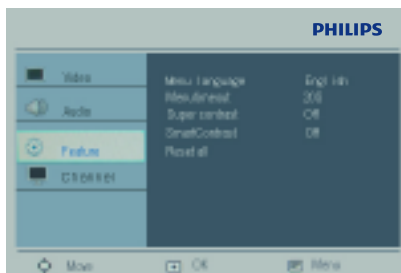 PHILIPS
Video
Audio
Feature
Channel
Menu language English
Menu timeout 20S
Super contrast Off
SmartContrast Off
Reset all
Move OK Menu